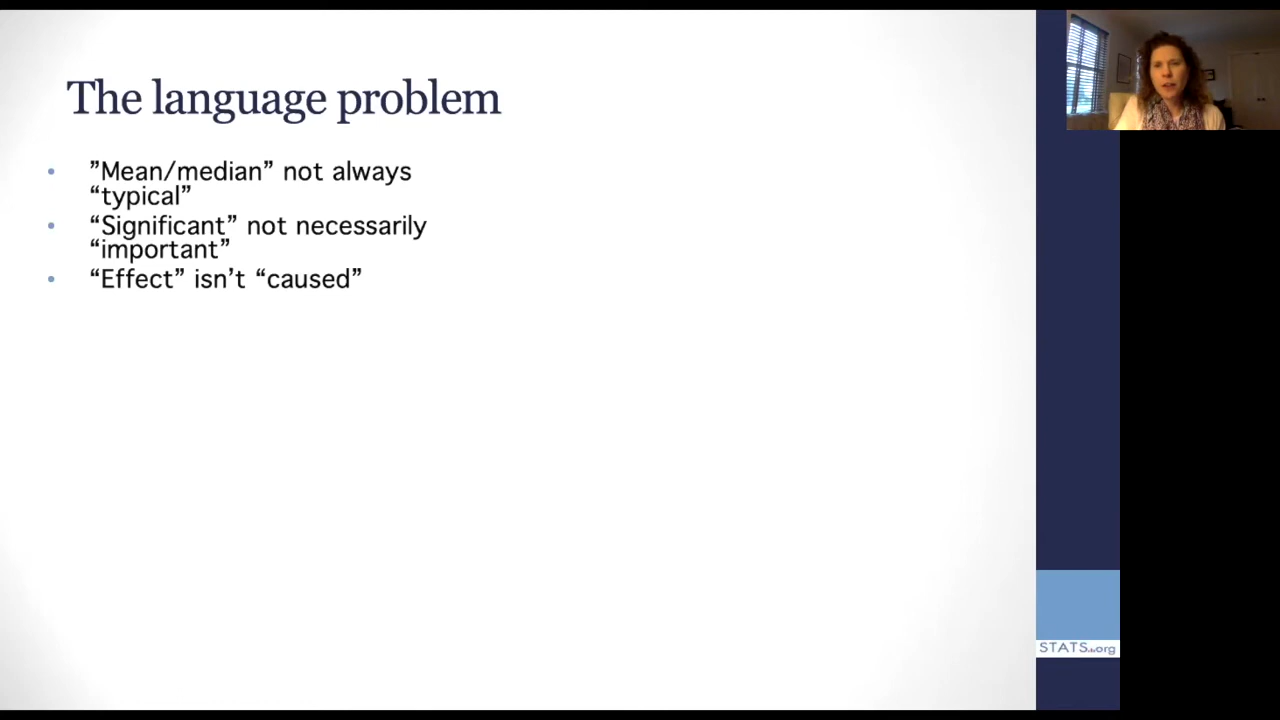 The language problem
”Mean/median” not always
“typical”
“Significant” not necessarily
“important”
“Effect” isn’t “caused”
STATS.org